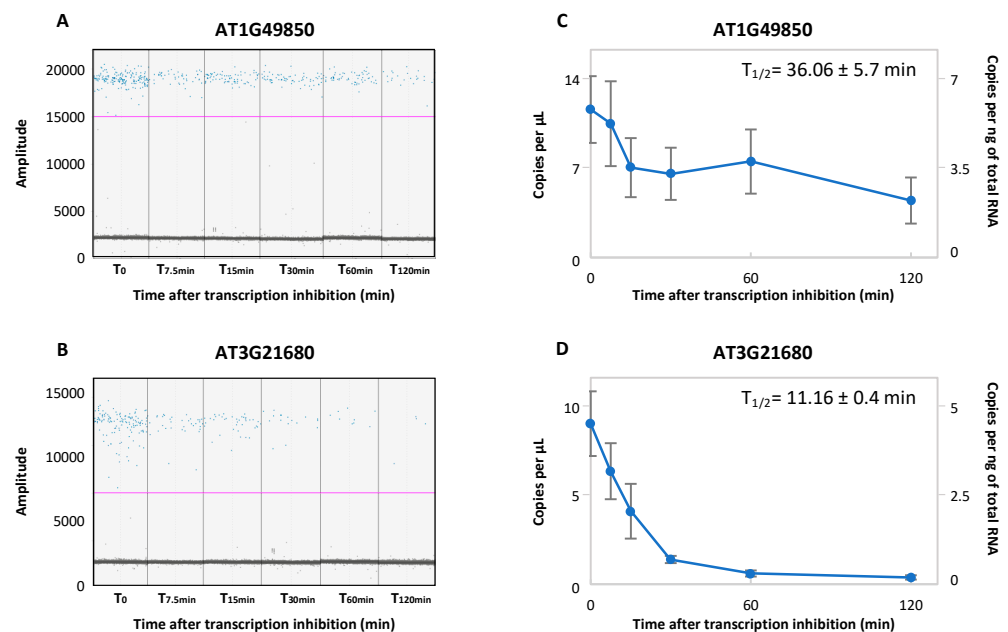 A
AT1G49850
20000
15000
10000
5000
0
Amplitude
T0 T7.5min T15min T30min T60min T120min
Time after transcription inhibition (min)
C
AT1G49850
T1/2= 36.06 ± 5.7 min
14
7
0
7
3.5
0
Copies per µL
Copies per ng of total RNA
0 60 120
Time after transcription inhibition (min)
B
AT3G21680
15000
10000
5000
0
Amplitude
T0 T7.5min T15min T30min T60min T120min
Time after transcription inhibition (min)
D
AT3G21680
T1/2= 11.16 ± 0.4 min
10
5
0
5
2.5
0
Copies per µL
Copies per ng of total RNA
0 60 120
Time after transcription inhibition (min)